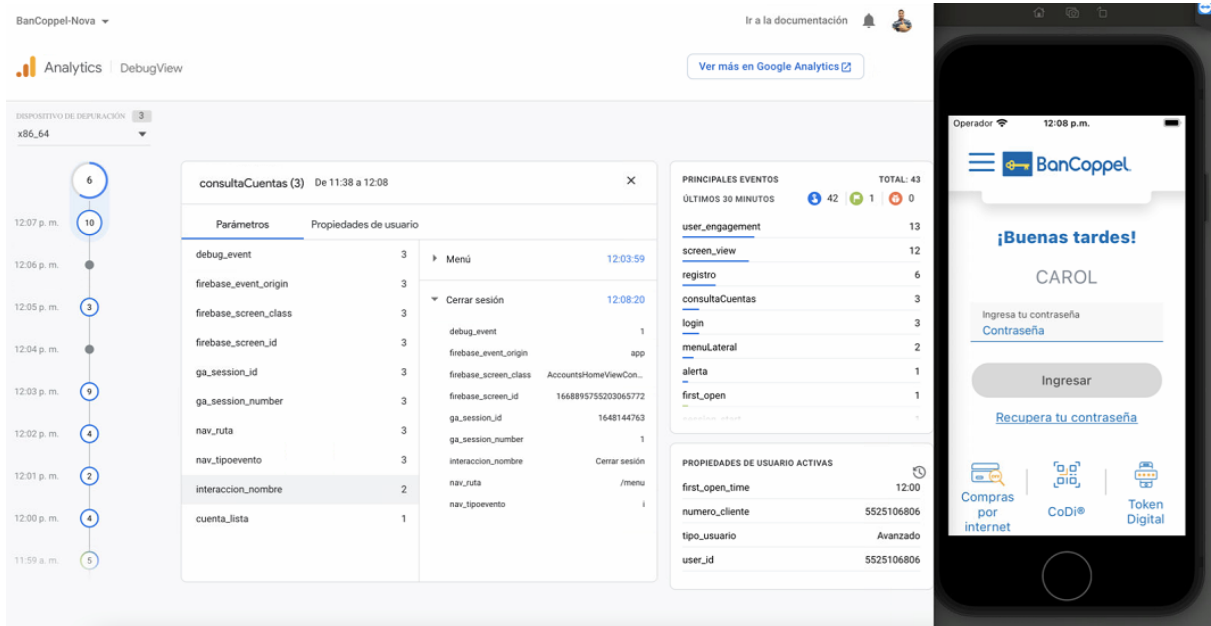 BanCoppel-Nova
Ir a la documentación
Analytics DebugView
Ver más en Google Analytics
DISPOSITIVO DE DEPURACIÓN 3
x86_64
6
12:07 p. m. 10
12:06 p. m.
12:05 p. m. 3
12:04 p. m.
12:03 p. m. 9
12:02 p. m. 4
12:01 p. m. 2
12:00 p. m. 4
11:59 a. m. 5
consultaCuentas (3) De 11:38 a 12:08
Parámetros Propiedades de usuario
debug_event 3
firebase_event_origin 3
firebase_screen_class 3
firebase_screen_id 3
ga_session_id 3
ga_session_number 3
nav_ruta 3
nav_tipoevento 3
interaccion_nombre 2
cuenta_lista 1
Menú 12:03:59
Cerrar sesión 12:08:20
debug_event 1
firebase_event_origin app
firebase_screen_class AccountsHomeViewCon...
firebase_screen_id 1668895755203065772
ga_session_id 1648144763
ga_session_number 1
interaccion_nombre Cerrar sesión
nav_ruta /menu
nav_tipoevento i
PRINCIPALES EVENTOS TOTAL: 43
ÚLTIMOS 30 MINUTOS 42 1 0
user_engagement 13
screen_view 12
registro 6
consultaCuentas 3
login 3
menuLateral 2
alerta 1
first_open 1
session_start 1
PROPIEDADES DE USUARIO ACTIVAS
first_open_time 12:00
numero_cliente 5525106806
tipo_usuario Avanzado
user_id 5525106806
Operador 12:08 p.m.
BanCoppel
¡Buenas tardes!
CAROL
Ingresa tu contraseña
Contraseña
Ingresar
Recupera tu contraseña
Compras por internet
CoDi®
Token Digital